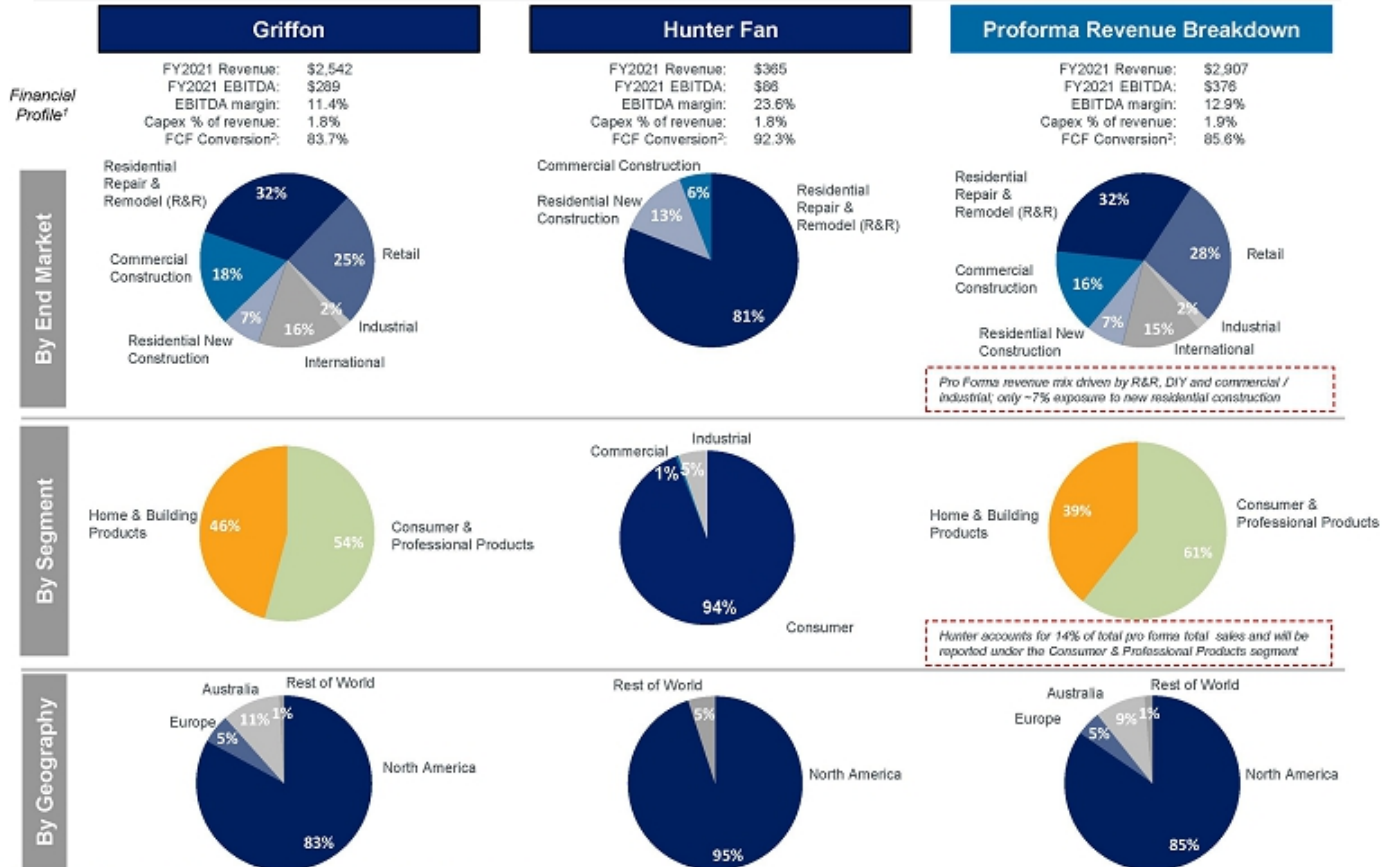 Griffon
Hunter Fan
Proforma Revenue Breakdown
Financial
Profile¹
FY2021 Revenue: $2,542
FY2021 EBITDA: $289
EBITDA margin: 11.4%
Capex % of revenue: 1.8%
FCF Conversion²: 83.7%
FY2021 Revenue: $365
FY2021 EBITDA: $86
EBITDA margin: 23.6%
Capex % of revenue: 1.8%
FCF Conversion²: 92.3%
FY2021 Revenue: $2,907
FY2021 EBITDA: $376
EBITDA margin: 12.9%
Capex % of revenue: 1.9%
FCF Conversion²: 85.6%
By End Market
Residential
Repair &
Remodel (R&R)
32%
Retail
25%
Commercial
Construction
18%
2%
Industrial
7%
16%
Residential New
Construction
International
Commercial Construction
6%
Residential New
Construction
13%
Residential
Repair &
Remodel (R&R)
81%
Residential
Repair &
Remodel (R&R)
32%
28%
Retail
Commercial
Construction
16%
2%
Industrial
7%
15%
Residential New
Construction
International
Pro Forma revenue mix driven by R&R, DIY and commercial /
industrial; only ~7% exposure to new residential construction
By Segment
Home & Building
Products
46%
54%
Consumer &
Professional Products
Commercial
Industrial
1%
5%
94%
Consumer
Home & Building
Products
39%
61%
Consumer &
Professional Products
Hunter accounts for 14% of total pro forma total sales and will be
reported under the Consumer & Professional Products segment
By Geography
Australia
Rest of World
Europe
11%
1%
5%
North America
83%
Rest of World
5%
North America
95%
Australia
Rest of World
Europe
9%
1%
5%
North America
85%